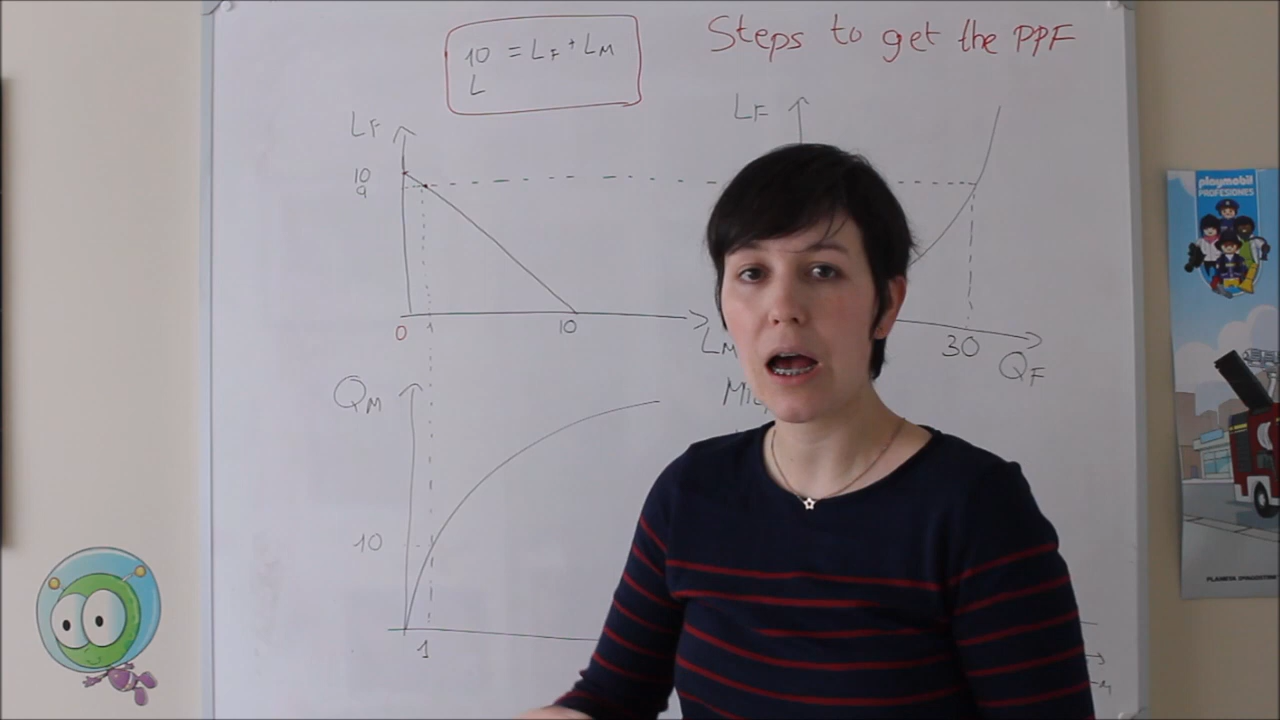 Steps to get the PPF
10 = LF + LM
L
LF
10
9
0
1
10
LM
LF
30
QF
QM
10
1
playmobil
PROFESIONES